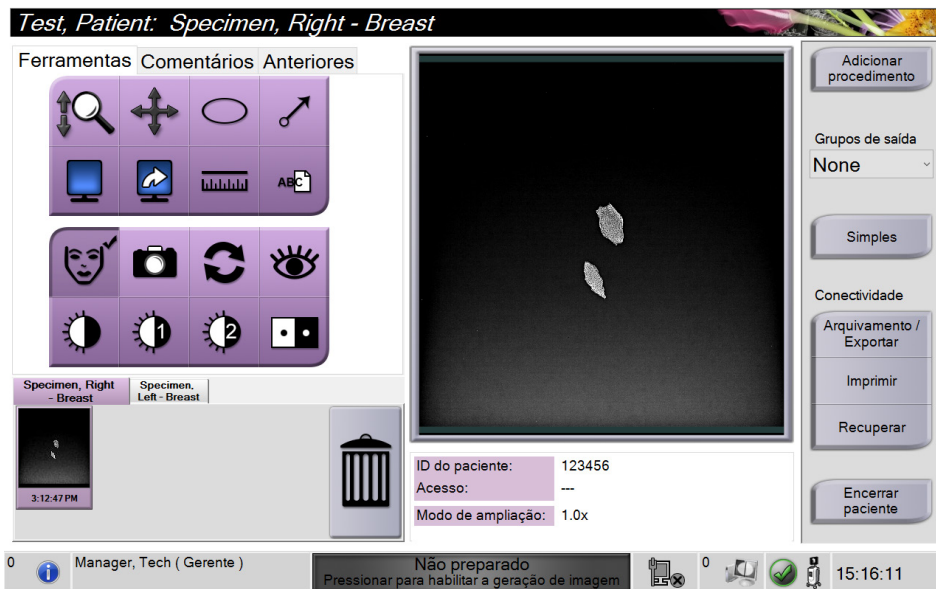 Test, Patient: Specimen, Right - Breast
Ferramentas Comentários Anteriores
ABC
1
2
Specimen, Right
- Breast
Specimen,
Left - Breast
3:12:47 PM
ID do paciente: 123456
Acesso: ---
Modo de ampliação: 1.0x
Adicionar
procedimento
Grupos de saída
None
Simples
Conectividade
Arquivamento /
Exportar
Imprimir
Recuperar
Encerrar
paciente
0
Manager, Tech ( Gerente )
Não preparado
Pressionar para habilitar a geração de imagem
0
15:16:11